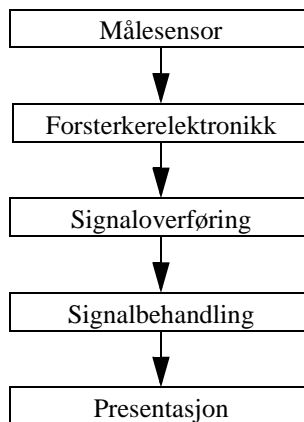 Målesensor
Forsterkerelektronikk
Signaloverføring
Signalbehandling
Presentasjon